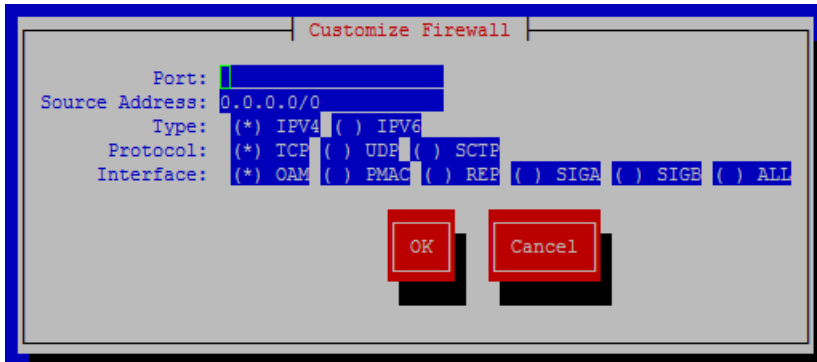 Customize Firewall
Port:
Source Address: 0.0.0.0/0
Type: (*) IPV4 ( ) IPV6
Protocol: (*) TCP ( ) UDP ( ) SCTP
Interface: (*) OAM ( ) PMAC ( ) REP ( ) SIGA ( ) SIGB ( ) ALL
OK Cancel